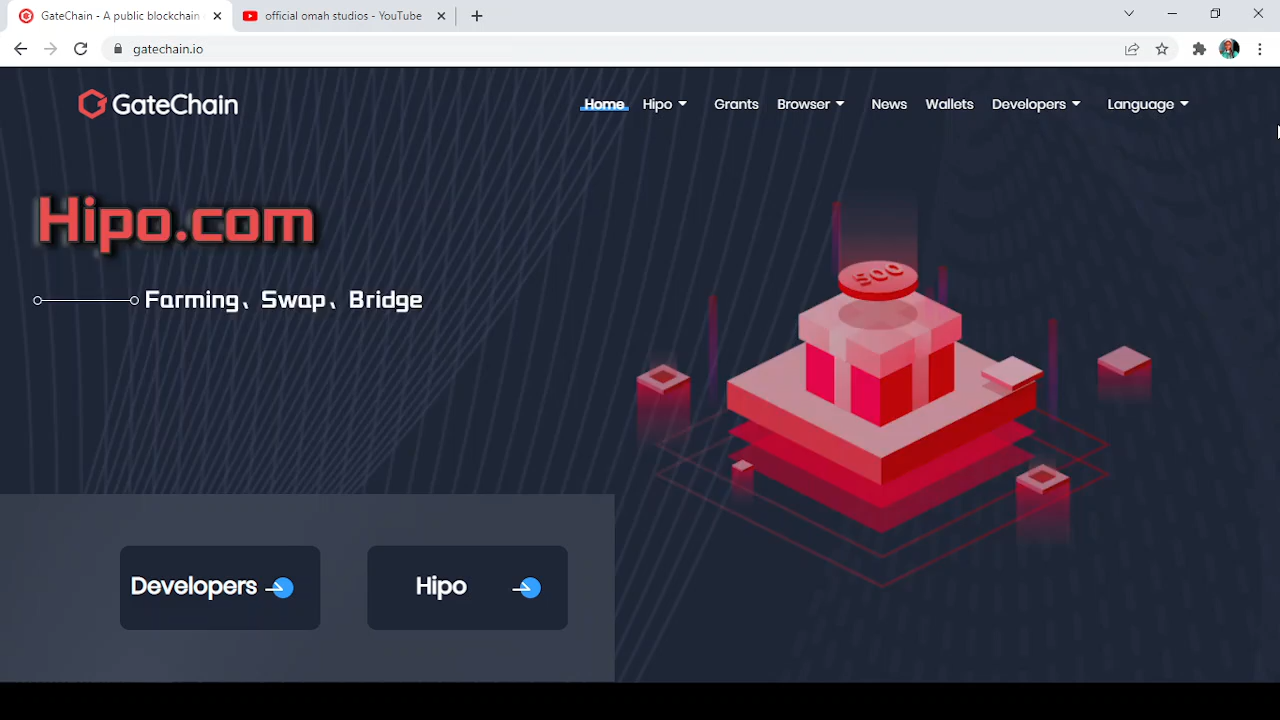 GateChain - A public blockchain
official omah studios - YouTube
gatechain.io
GateChain
Home Hipo Grants Browser News Wallets Developers Language
Hipo.com
Farming、Swap、Bridge
500
Developers
Hipo